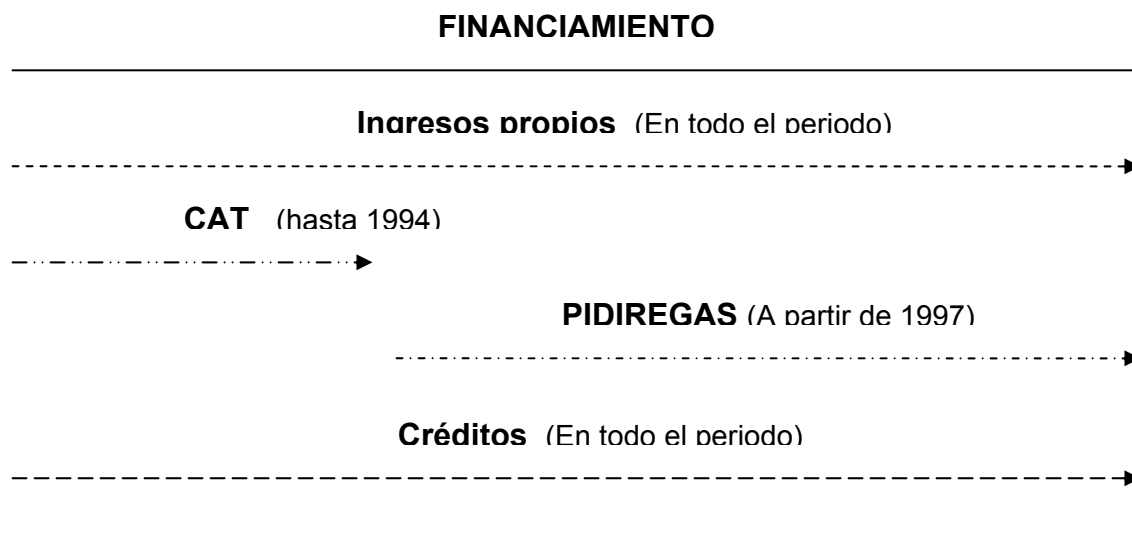 FINANCIAMIENTO
Ingresos propios (En todo el periodo)
CAT (hasta 1994)
PIDIREGAS (A partir de 1997)
Créditos (En todo el periodo)